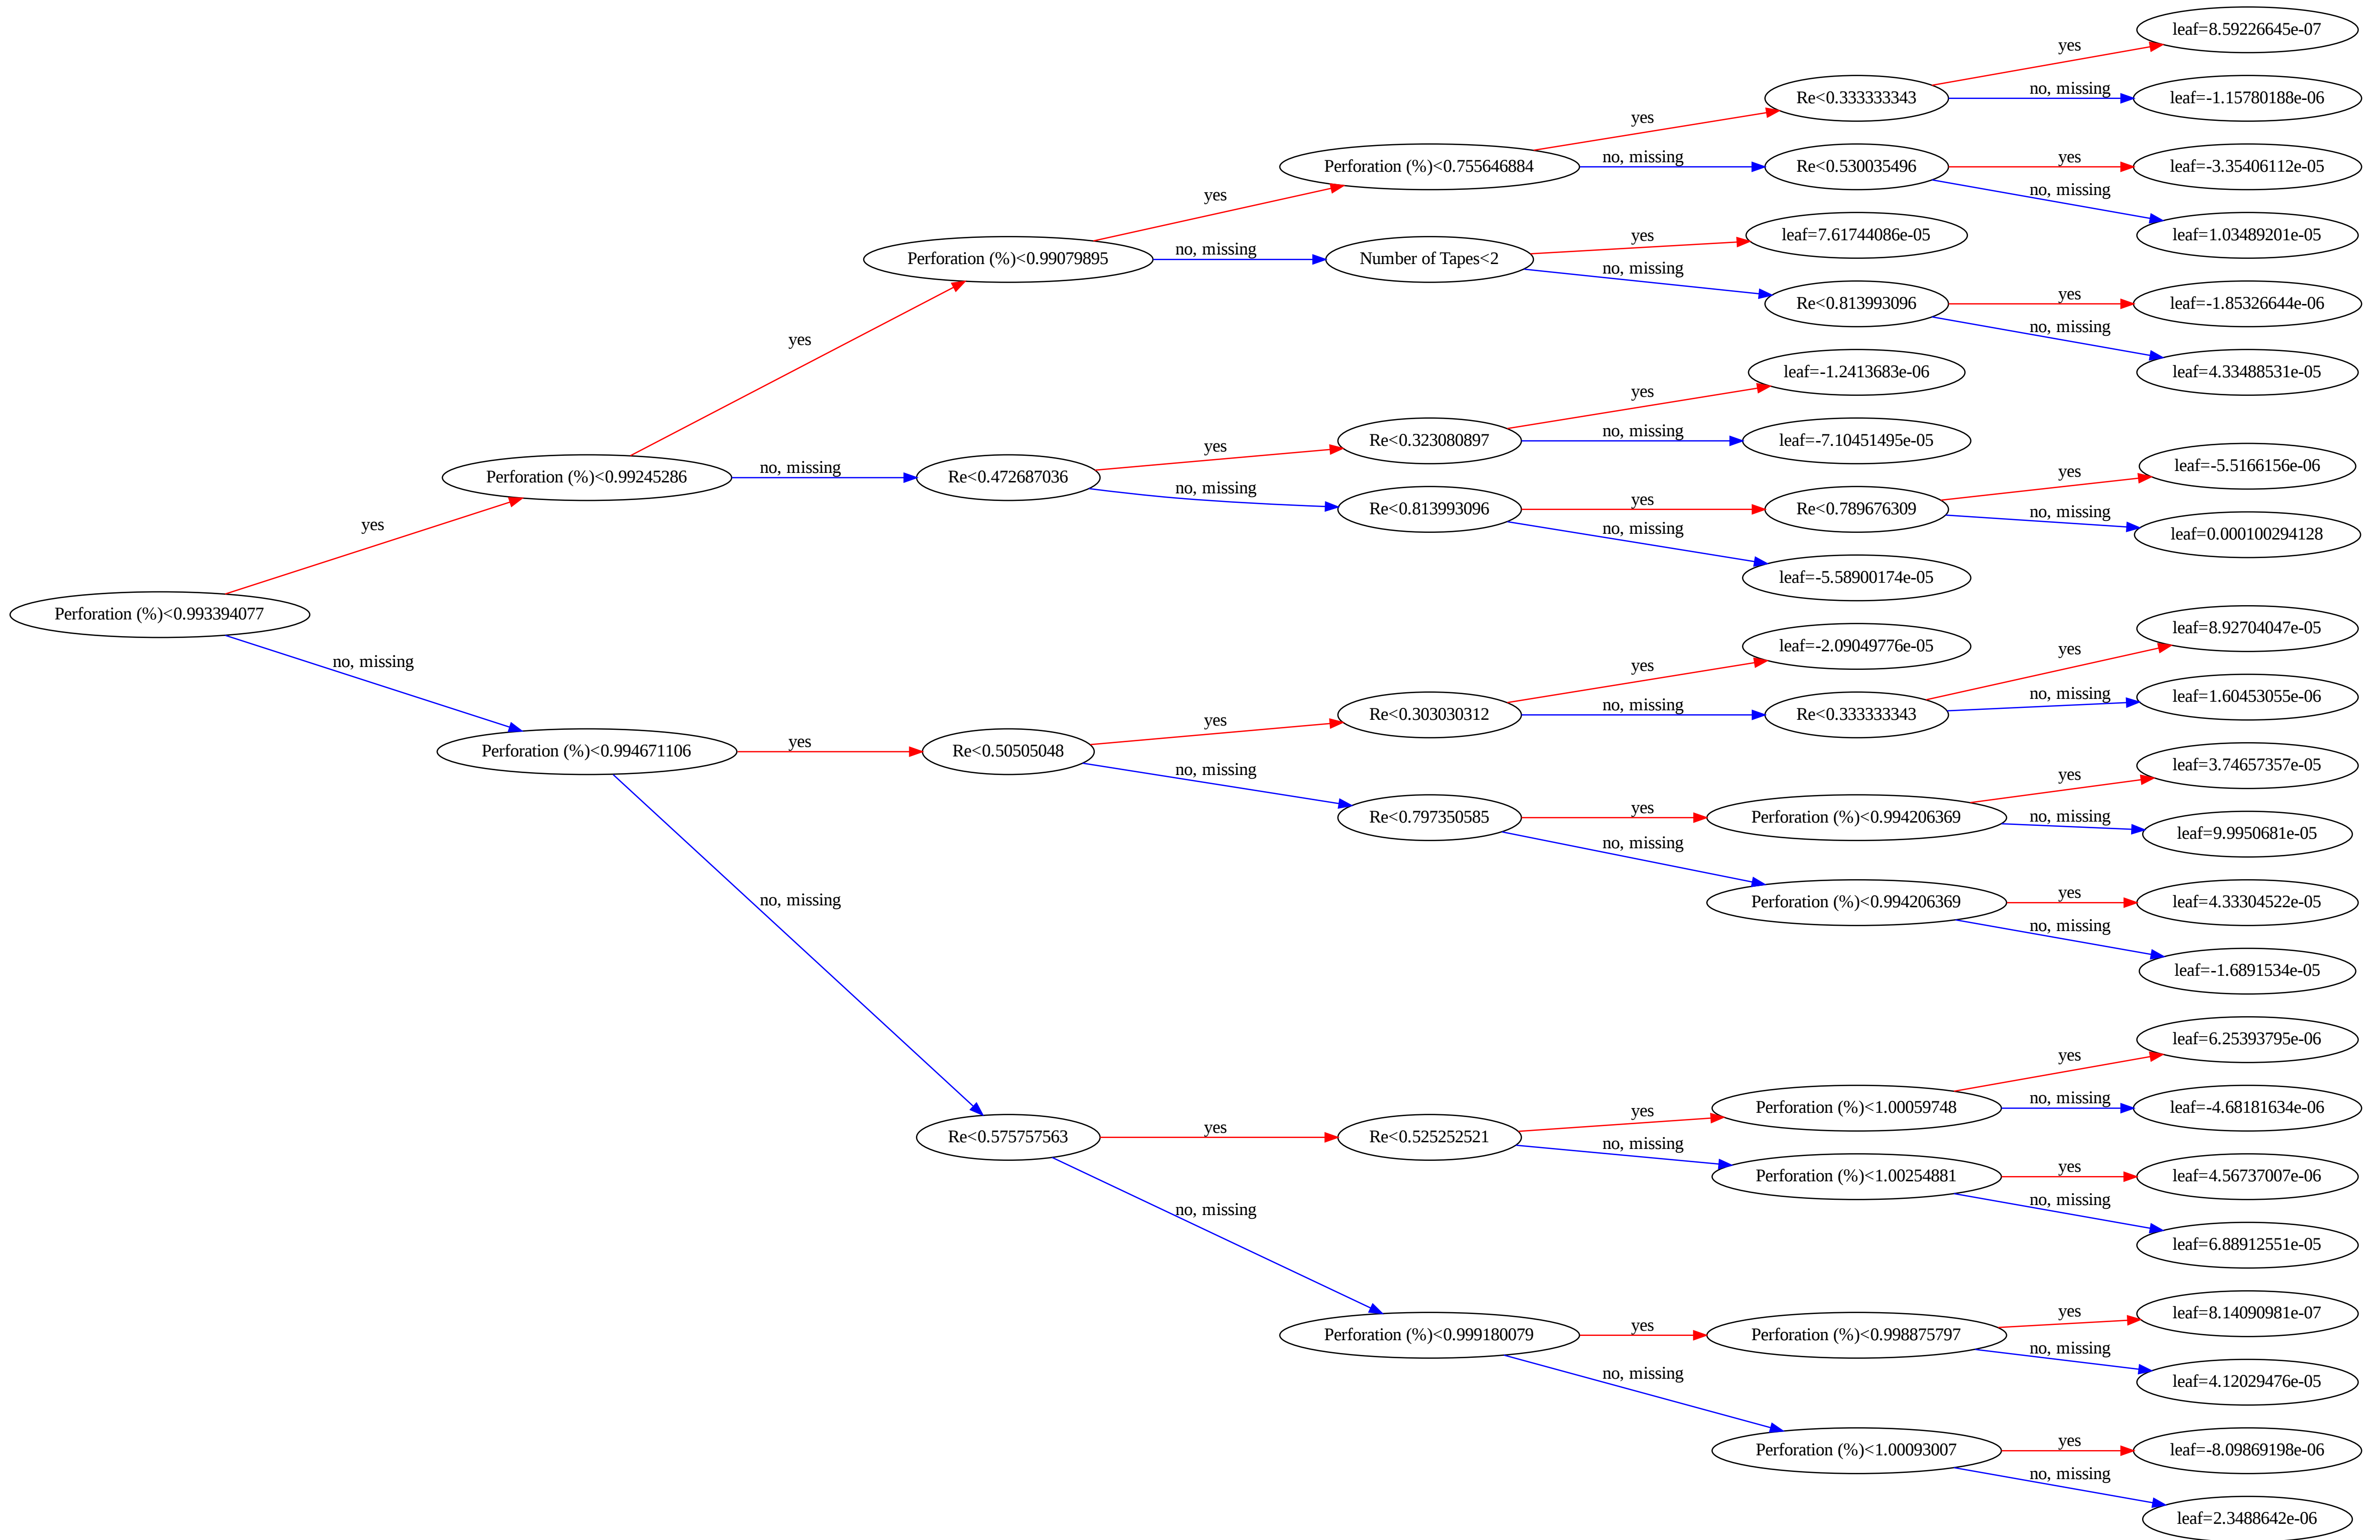 leaf=8.59226645e-07
yes
Re<0.333333343
no, missing
leaf=-1.15780188e-06
yes
Perforation (%)<0.755646884
no, missing
Re<0.530035496
yes
leaf=-3.35406112e-05
no, missing
leaf=1.03489201e-05
yes
Perforation (%)<0.99079895
no, missing
Number of Tapes<2
yes
leaf=7.61744086e-05
no, missing
Re<0.813993096
yes
leaf=-1.85326644e-06
no, missing
leaf=4.33488531e-05
yes
Perforation (%)<0.99245286
no, missing
Re<0.472687036
yes
Re<0.323080897
yes
leaf=-1.2413683e-06
no, missing
leaf=-7.10451495e-05
no, missing
Re<0.813993096
yes
Re<0.789676309
yes
leaf=-5.5166156e-06
no, missing
leaf=0.000100294128
no, missing
leaf=-5.58900174e-05
yes
Perforation (%)<0.993394077
no, missing
Perforation (%)<0.994671106
yes
Re<0.50505048
yes
Re<0.303030312
yes
leaf=-2.09049776e-05
no, missing
Re<0.333333343
yes
leaf=8.92704047e-05
no, missing
leaf=1.60453055e-06
no, missing
Re<0.797350585
yes
Perforation (%)<0.994206369
yes
leaf=3.74657357e-05
no, missing
leaf=9.9950681e-05
no, missing
Perforation (%)<0.994206369
yes
leaf=4.33304522e-05
no, missing
leaf=-1.6891534e-05
no, missing
Re<0.575757563
yes
Re<0.525252521
yes
Perforation (%)<1.00059748
yes
leaf=6.25393795e-06
no, missing
leaf=-4.68181634e-06
no, missing
Perforation (%)<1.00254881
yes
leaf=4.56737007e-06
no, missing
leaf=6.88912551e-05
no, missing
Perforation (%)<0.999180079
yes
Perforation (%)<0.998875797
yes
leaf=8.14090981e-07
no, missing
leaf=4.12029476e-05
no, missing
Perforation (%)<1.00093007
yes
leaf=-8.09869198e-06
no, missing
leaf=2.3488642e-06